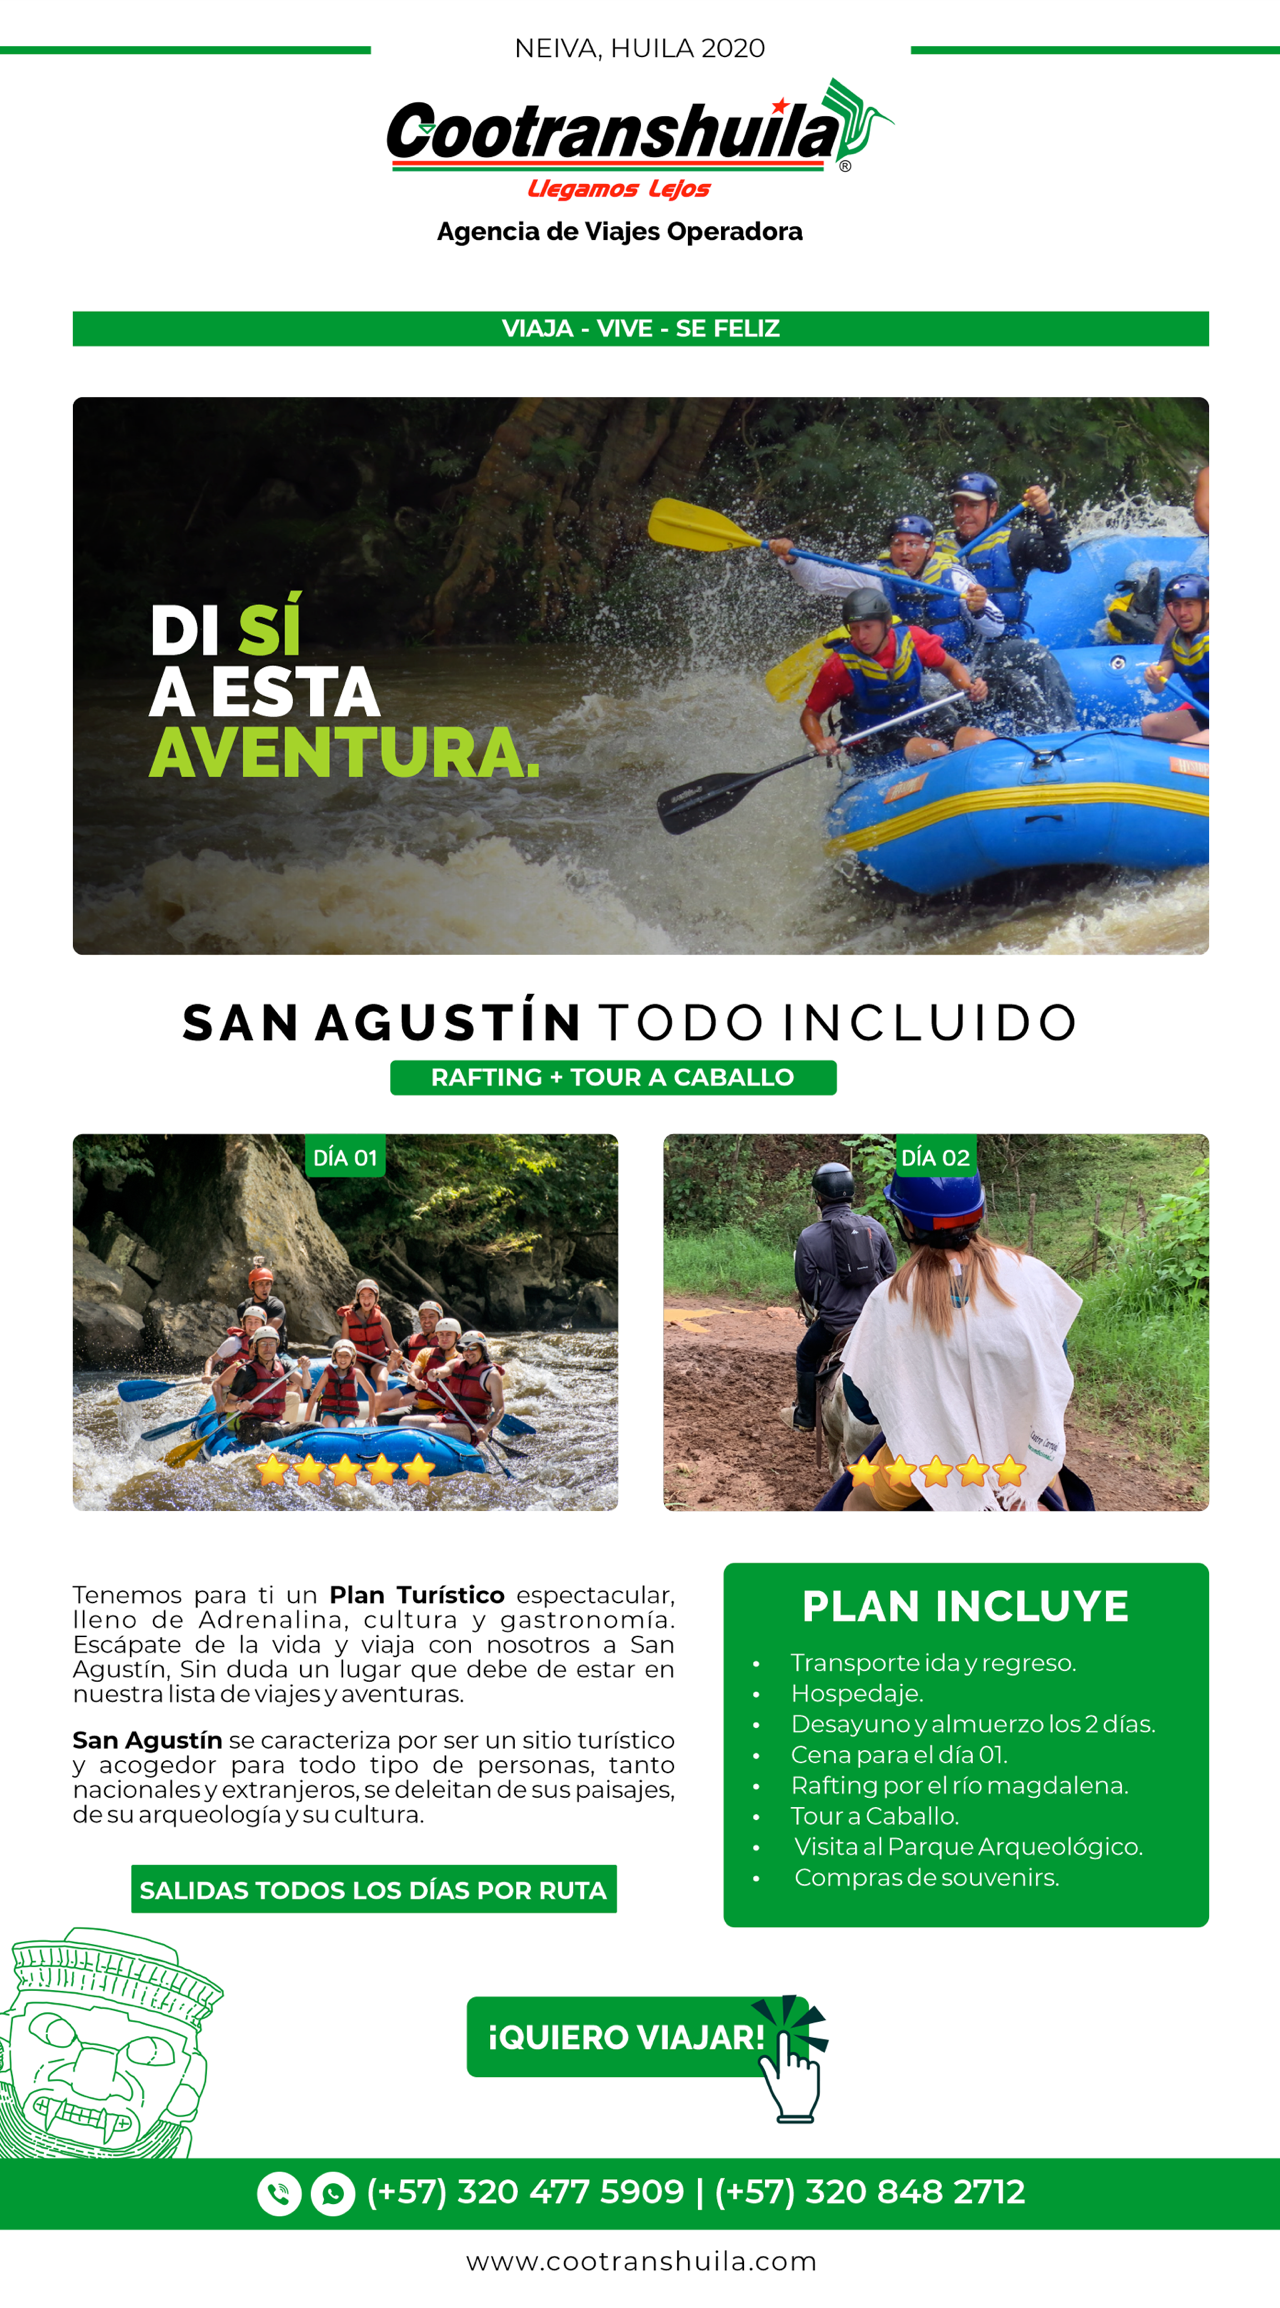 NEIVA, HUILA 2020
Cootranshuila
®
Llegamos Lejos
Agencia de Viajes Operadora
VIAJA - VIVE - SE FELIZ
DI SÍ
A ESTA
AVENTURA.
SAN AGUSTÍN TODO INCLUIDO
RAFTING + TOUR A CABALLO
DÍA 01
DÍA 02
Tenemos para ti un Plan Turístico espectacular,
lleno de Adrenalina, cultura y gastronomía.
Escápate de la vida y viaja con nosotros a San
Agustín, Sin duda un lugar que debe de estar en
nuestra lista de viajes y aventuras.
San Agustín se caracteriza por ser un sitio turístico
y acogedor para todo tipo de personas, tanto
nacionales y extranjeros, se deleitan de sus paisajes,
de su arqueología y su cultura.
SALIDAS TODOS LOS DÍAS POR RUTA
PLAN INCLUYE
• Transporte ida y regreso.
• Hospedaje.
• Desayuno y almuerzo los 2 días.
• Cena para el día 01.
• Rafting por el río magdalena.
• Tour a Caballo.
• Visita al Parque Arqueológico.
• Compras de souvenirs.
¡QUIERO VIAJAR!
(+57) 320 477 5909 | (+57) 320 848 2712
www.cootranshuila.com